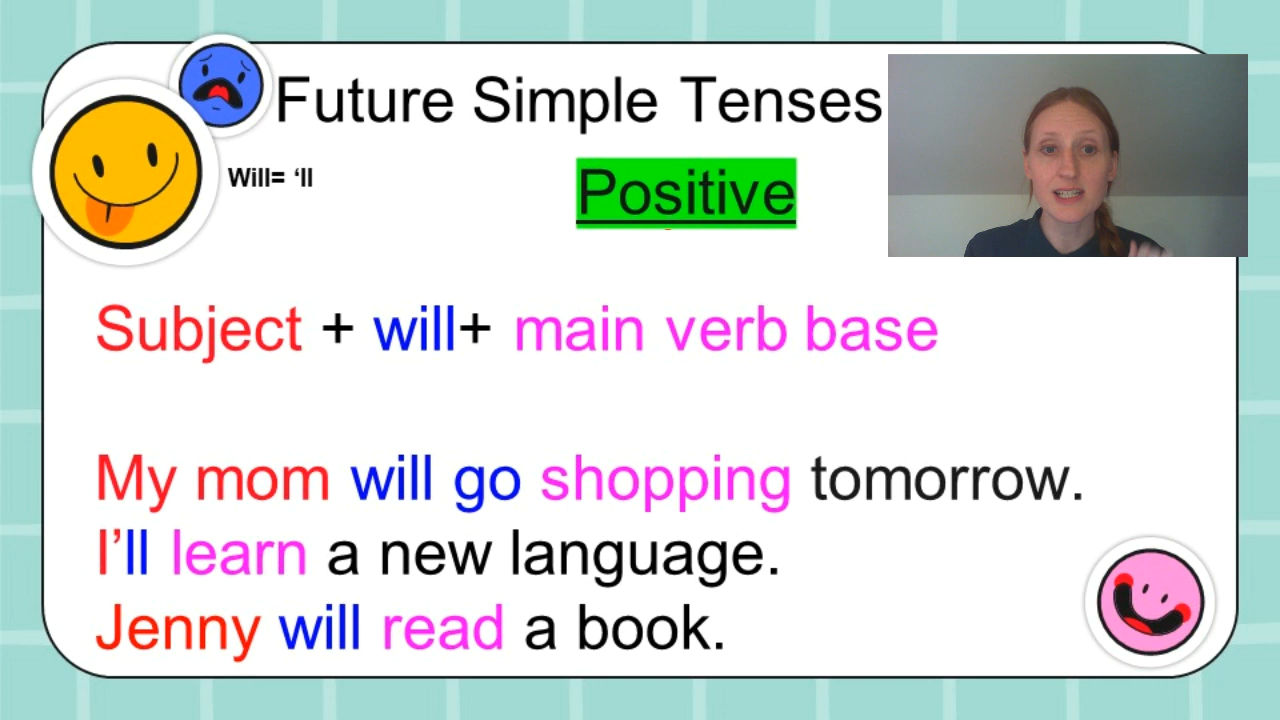 Future Simple Tenses
Will= ‘ll
Positive
Subject + will+ main verb base
My mom will go shopping tomorrow.
I’ll learn a new language.
Jenny will read a book.